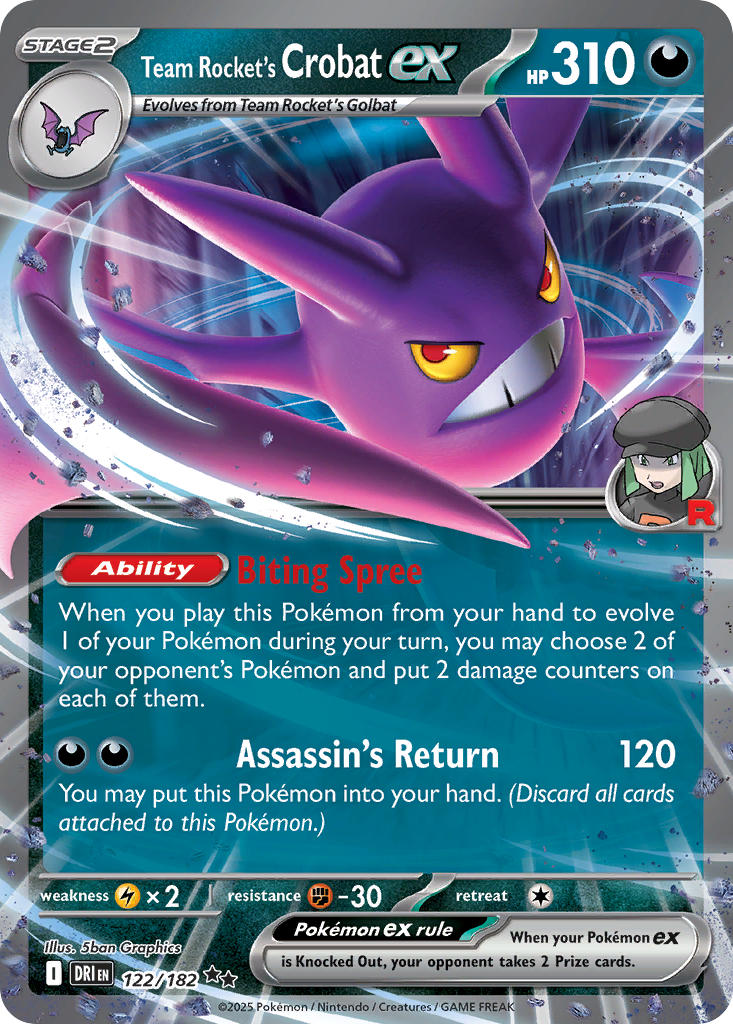 STAGE2
Team Rocket's Crobat ex
HP 310
Evolves from Team Rocket's Golbat
R
Ability Biting Spree
When you play this Pokémon from your hand to evolve
1 of your Pokémon during your turn, you may choose 2 of
your opponent's Pokémon and put 2 damage counters on
each of them.
Assassin's Return 120
You may put this Pokémon into your hand. (Discard all cards
attached to this Pokémon.)
weakness ×2 resistance -30 retreat
Illus. 5ban Graphics
Pokémon ex rule When your Pokémon ex
is Knocked Out, your opponent takes 2 Prize cards.
I DRI EN 122/182
©2025 Pokémon / Nintendo / Creatures / GAME FREAK